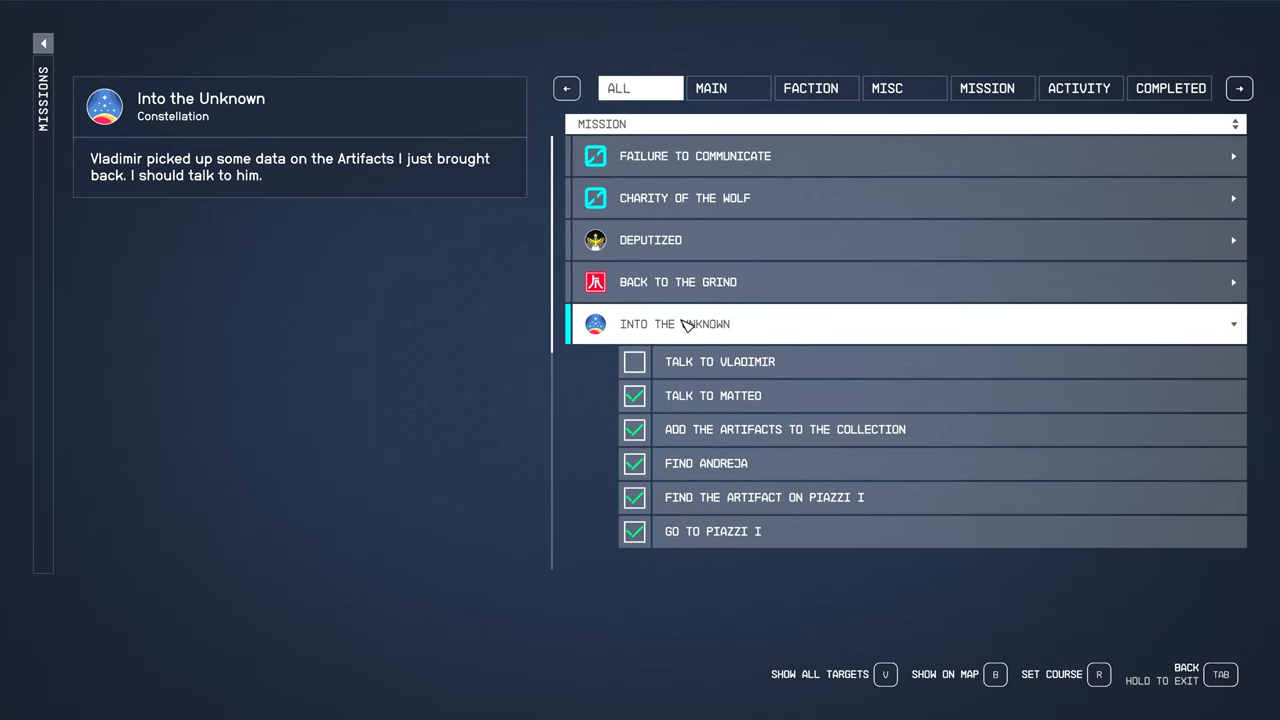 MISSIONS
Into the Unknown
Constellation
Vladimir picked up some data on the Artifacts I just brought
back. I should talk to him.
ALL MAIN FACTION MISC MISSION ACTIVITY COMPLETED
MISSION
FAILURE TO COMMUNICATE
CHARITY OF THE WOLF
DEPUTIZED
BACK TO THE GRIND
INTO THE UNKNOWN
TALK TO VLADIMIR
TALK TO MATTEO
ADD THE ARTIFACTS TO THE COLLECTION
FIND ANDREJA
FIND THE ARTIFACT ON PIAZZI I
GO TO PIAZZI I
SHOW ALL TARGETS V SHOW ON MAP B SET COURSE R BACK TAB
HOLD TO EXIT